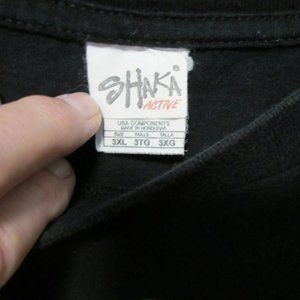 SHAKA®
ACTIVE
USA COMPONENTS
MADE IN HONDURAS
SIZE TAILLE TALLA
3XL 3TG 3XG